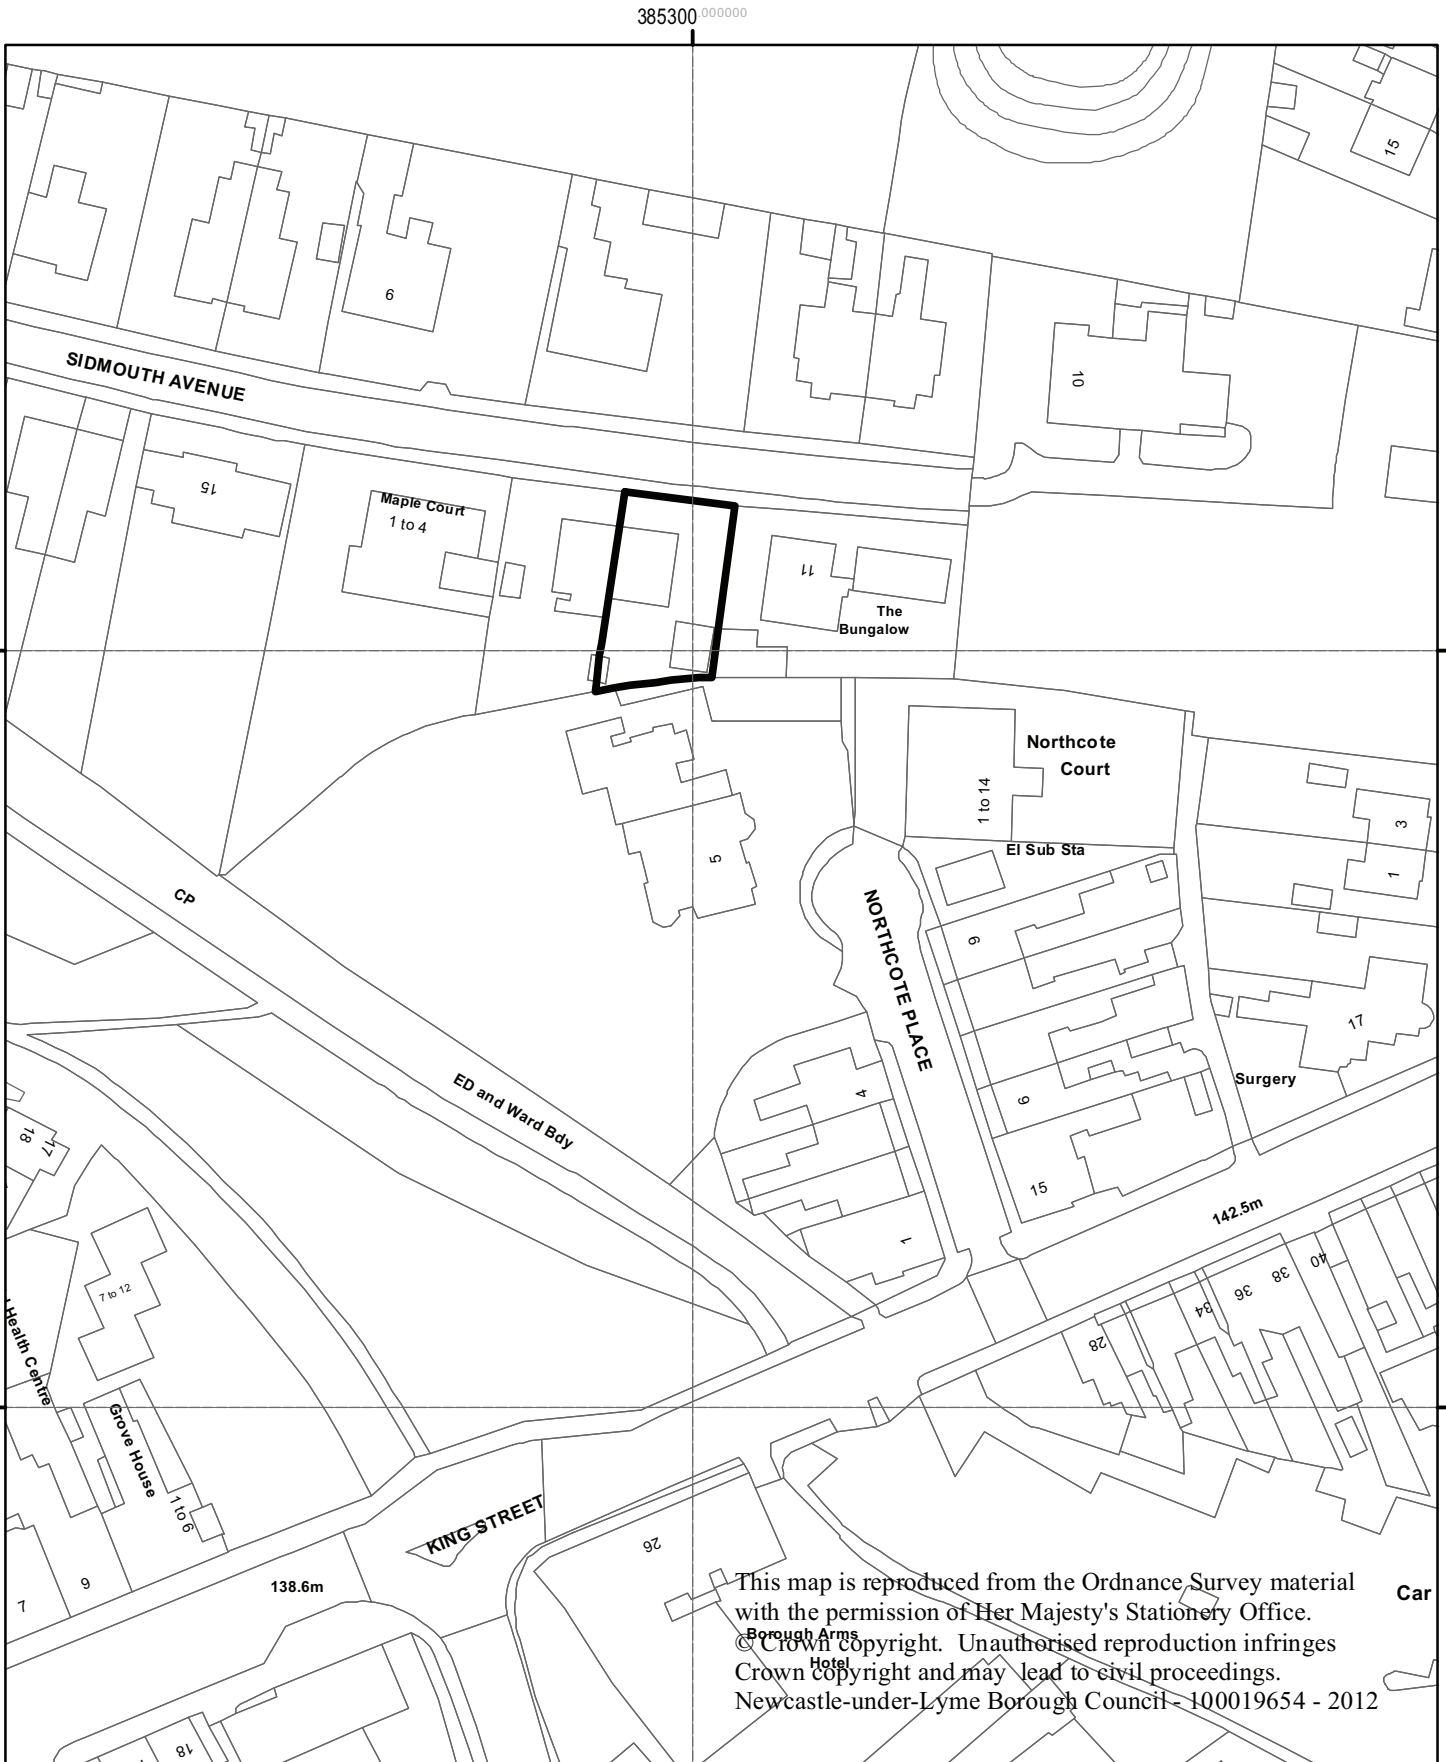 385300.000000
15
6
SIDMOUTH AVENUE
10
15
Maple Court
1 to 4
11
The
Bungalow
Northcote
Court
1 to 14
3
El Sub Sta
5
1
CP
NORTHCOTE PLACE
9
17
Surgery
ED and Ward Bdy
4
9
18
17
15
142.5m
1
40
38
36
34
28
7 to 12
l Health Centre
Grove House
1 to 6
KING STREET
26
138.6m
9
7
This map is reproduced from the Ordnance Survey material
with the permission of Her Majesty's Stationery Office.
© Crown copyright. Unauthorised reproduction infringes
Crown copyright and may lead to civil proceedings.
Newcastle-under-Lyme Borough Council - 100019654 - 2012
Borough Arms
Hotel
Car
18